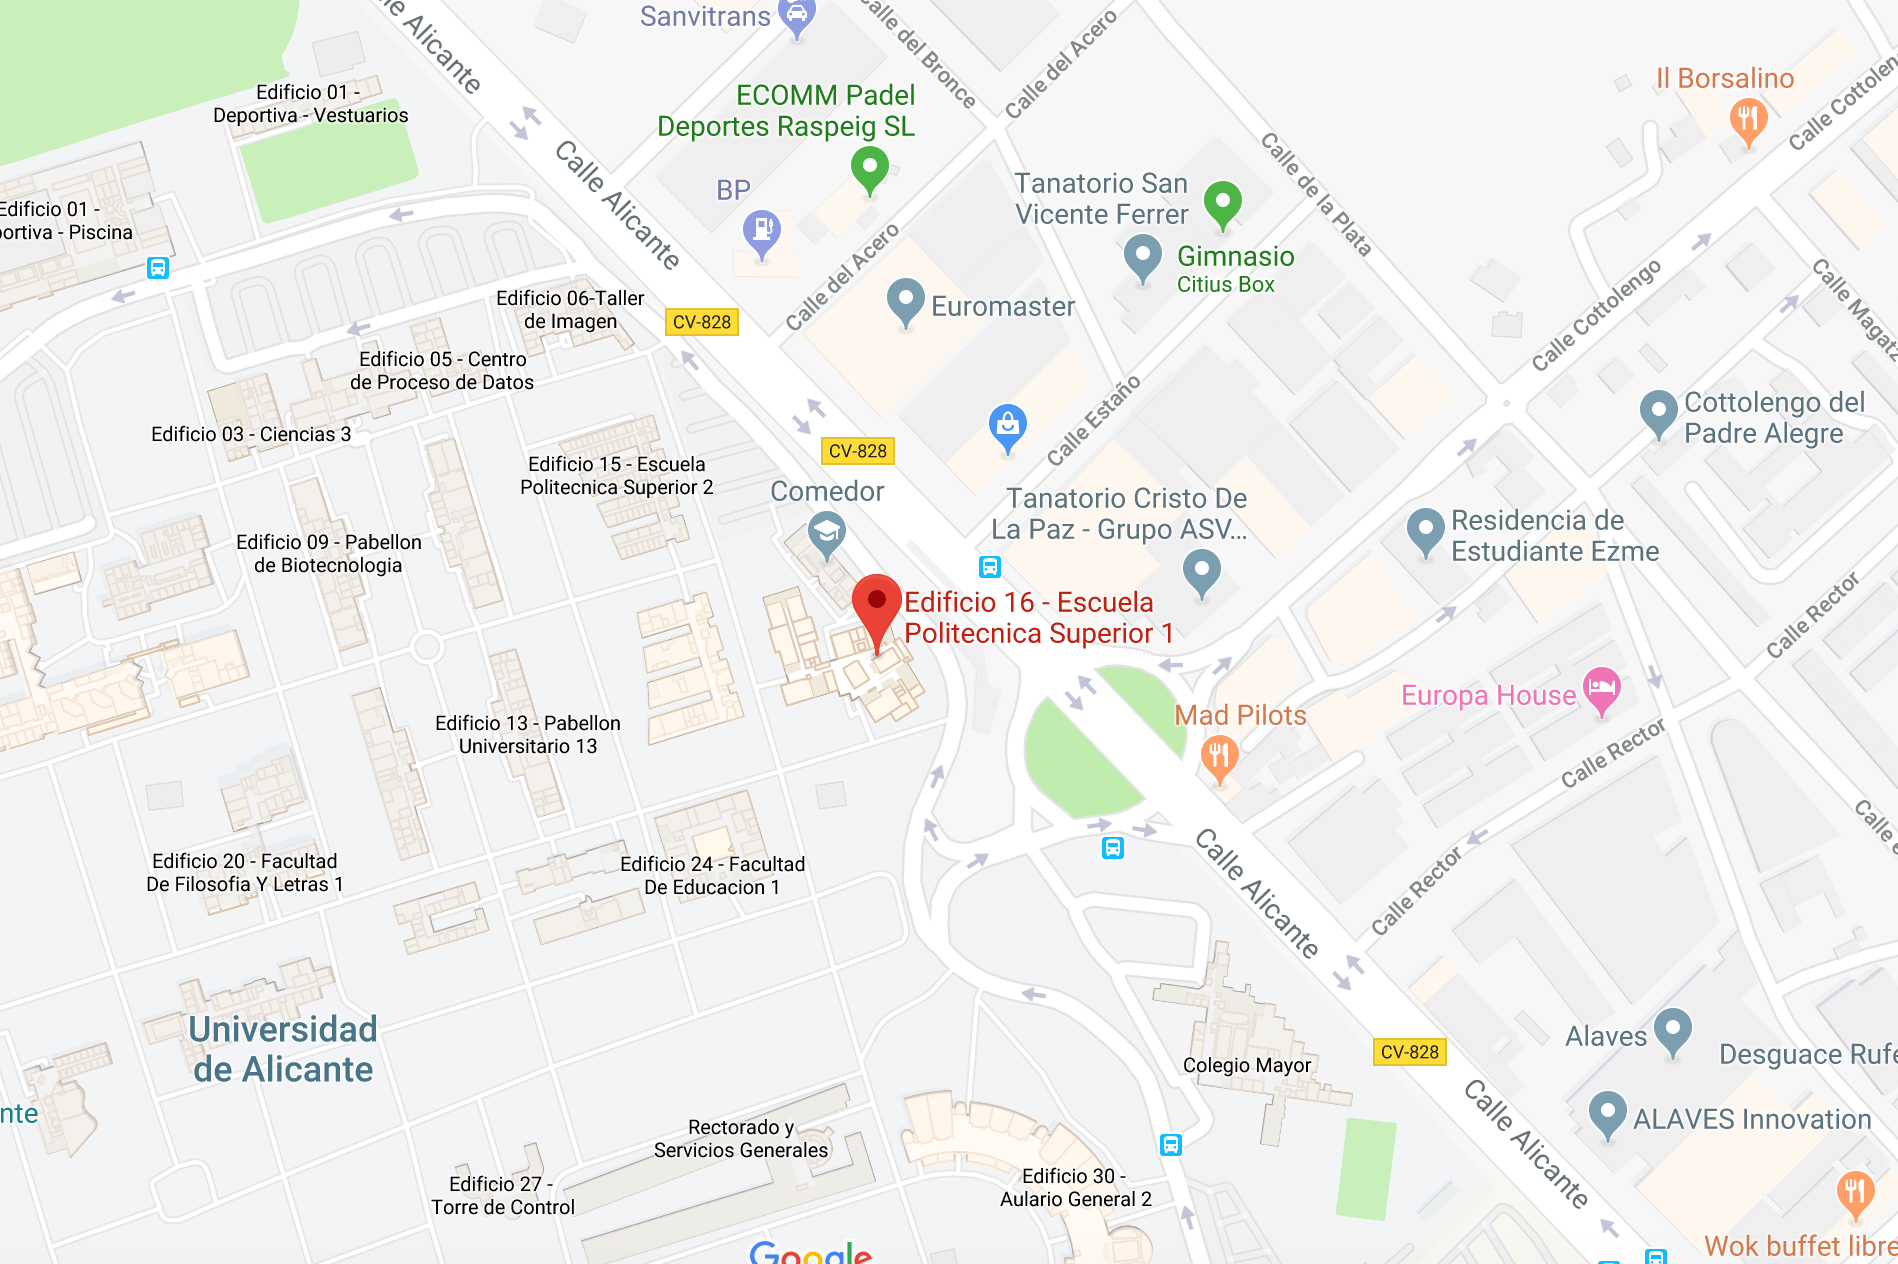 Sanvitrans
Calle Alicante
Calle del Bronce
Calle del Acero
Il Borsalino
Calle Cottolengo
Edificio 01 -
Deportiva - Vestuarios
ECOMM Padel
Deportes Raspeig SL
Calle Alicante
Calle de la Plata
BP
Tanatorio San
Vicente Ferrer
Edificio 01 -
portiva - Piscina
Gimnasio
Citius Box
Calle del Acero
Euromaster
Edificio 06-Taller
de Imagen
CV-828
Calle Cottolengo
Calle Magatz
Edificio 05 - Centro
de Proceso de Datos
Edificio 03 - Ciencias 3
Calle Estaño
Cottolengo del
Padre Alegre
CV-828
Edificio 15 - Escuela
Politecnica Superior 2
Comedor
Tanatorio Cristo De
La Paz - Grupo ASV...
Residencia de
Estudiante Ezme
Edificio 09 - Pabellon
de Biotecnologia
Edificio 16 - Escuela
Politecnica Superior 1
Calle Rector
Europa House
Mad Pilots
Calle Rector
Edificio 13 - Pabellon
Universitario 13
Calle e
Edificio 20 - Facultad
De Filosofia Y Letras 1
Edificio 24 - Facultad
De Educacion 1
Calle Alicante
Calle Rector
Universidad
de Alicante
Alaves
Desguace Rufe
CV-828
Colegio Mayor
nte
ALAVES Innovation
Calle Alicante
Rectorado y
Servicios Generales
Edificio 27 -
Torre de Control
Edificio 30 -
Aulario General 2
Wok buffet libre
Google